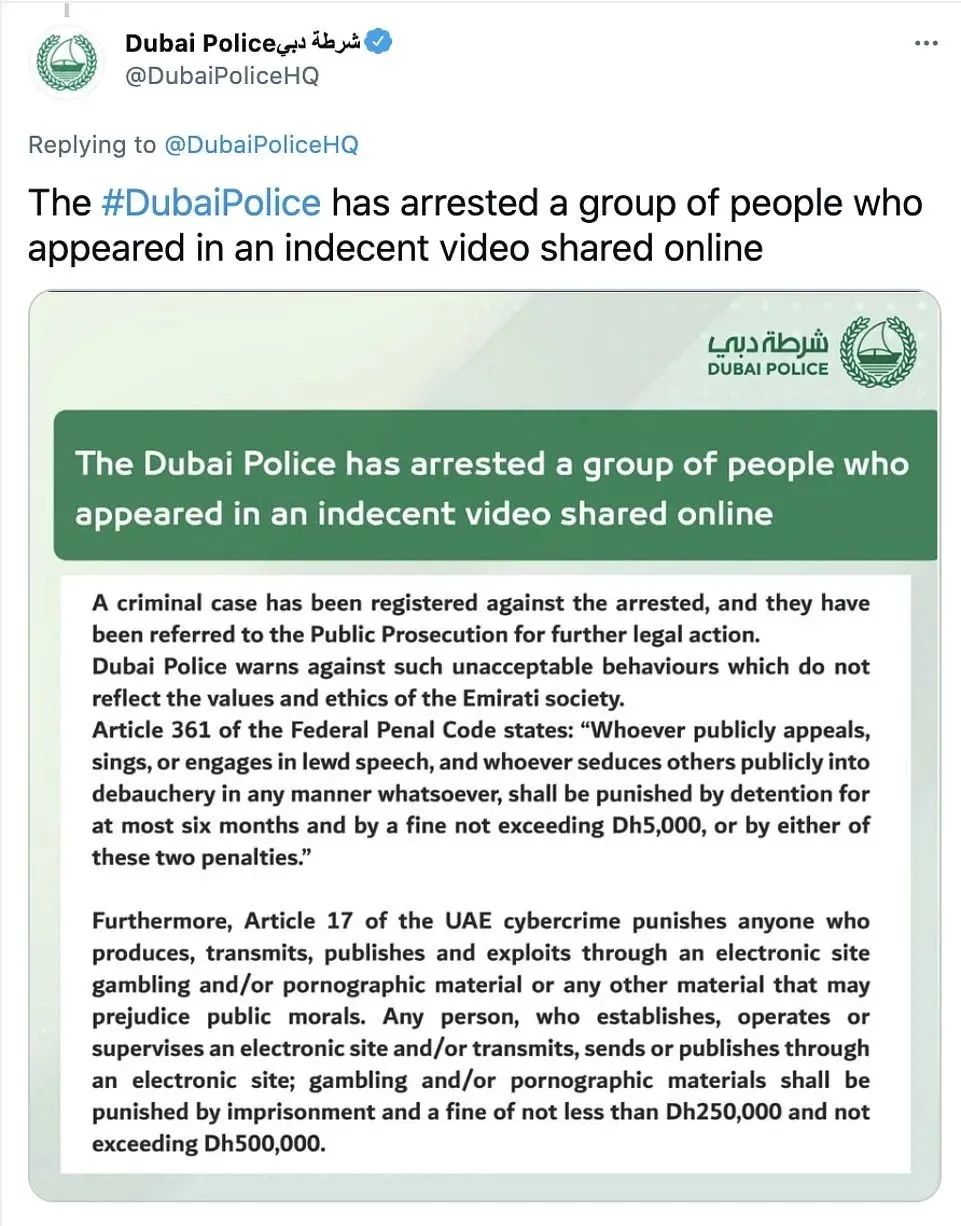 Dubai Police شرطة دبي
@DubaiPoliceHQ
Replying to @DubaiPoliceHQ
The #DubaiPolice has arrested a group of people who
appeared in an indecent video shared online
شرطة دبي
DUBAI POLICE
The Dubai Police has arrested a group of people who
appeared in an indecent video shared online
A criminal case has been registered against the arrested, and they have
been referred to the Public Prosecution for further legal action.
Dubai Police warns against such unacceptable behaviours which do not
reflect the values and ethics of the Emirati society.
Article 361 of the Federal Penal Code states: “Whoever publicly appeals,
sings, or engages in lewd speech, and whoever seduces others publicly into
debauchery in any manner whatsoever, shall be punished by detention for
at most six months and by a fine not exceeding Dh5,000, or by either of
these two penalties.”
Furthermore, Article 17 of the UAE cybercrime punishes anyone who
produces, transmits, publishes and exploits through an electronic site
gambling and/or pornographic material or any other material that may
prejudice public morals. Any person, who establishes, operates or
supervises an electronic site and/or transmits, sends or publishes through
an electronic site; gambling and/or pornographic materials shall be
punished by imprisonment and a fine of not less than Dh250,000 and not
exceeding Dh500,000.